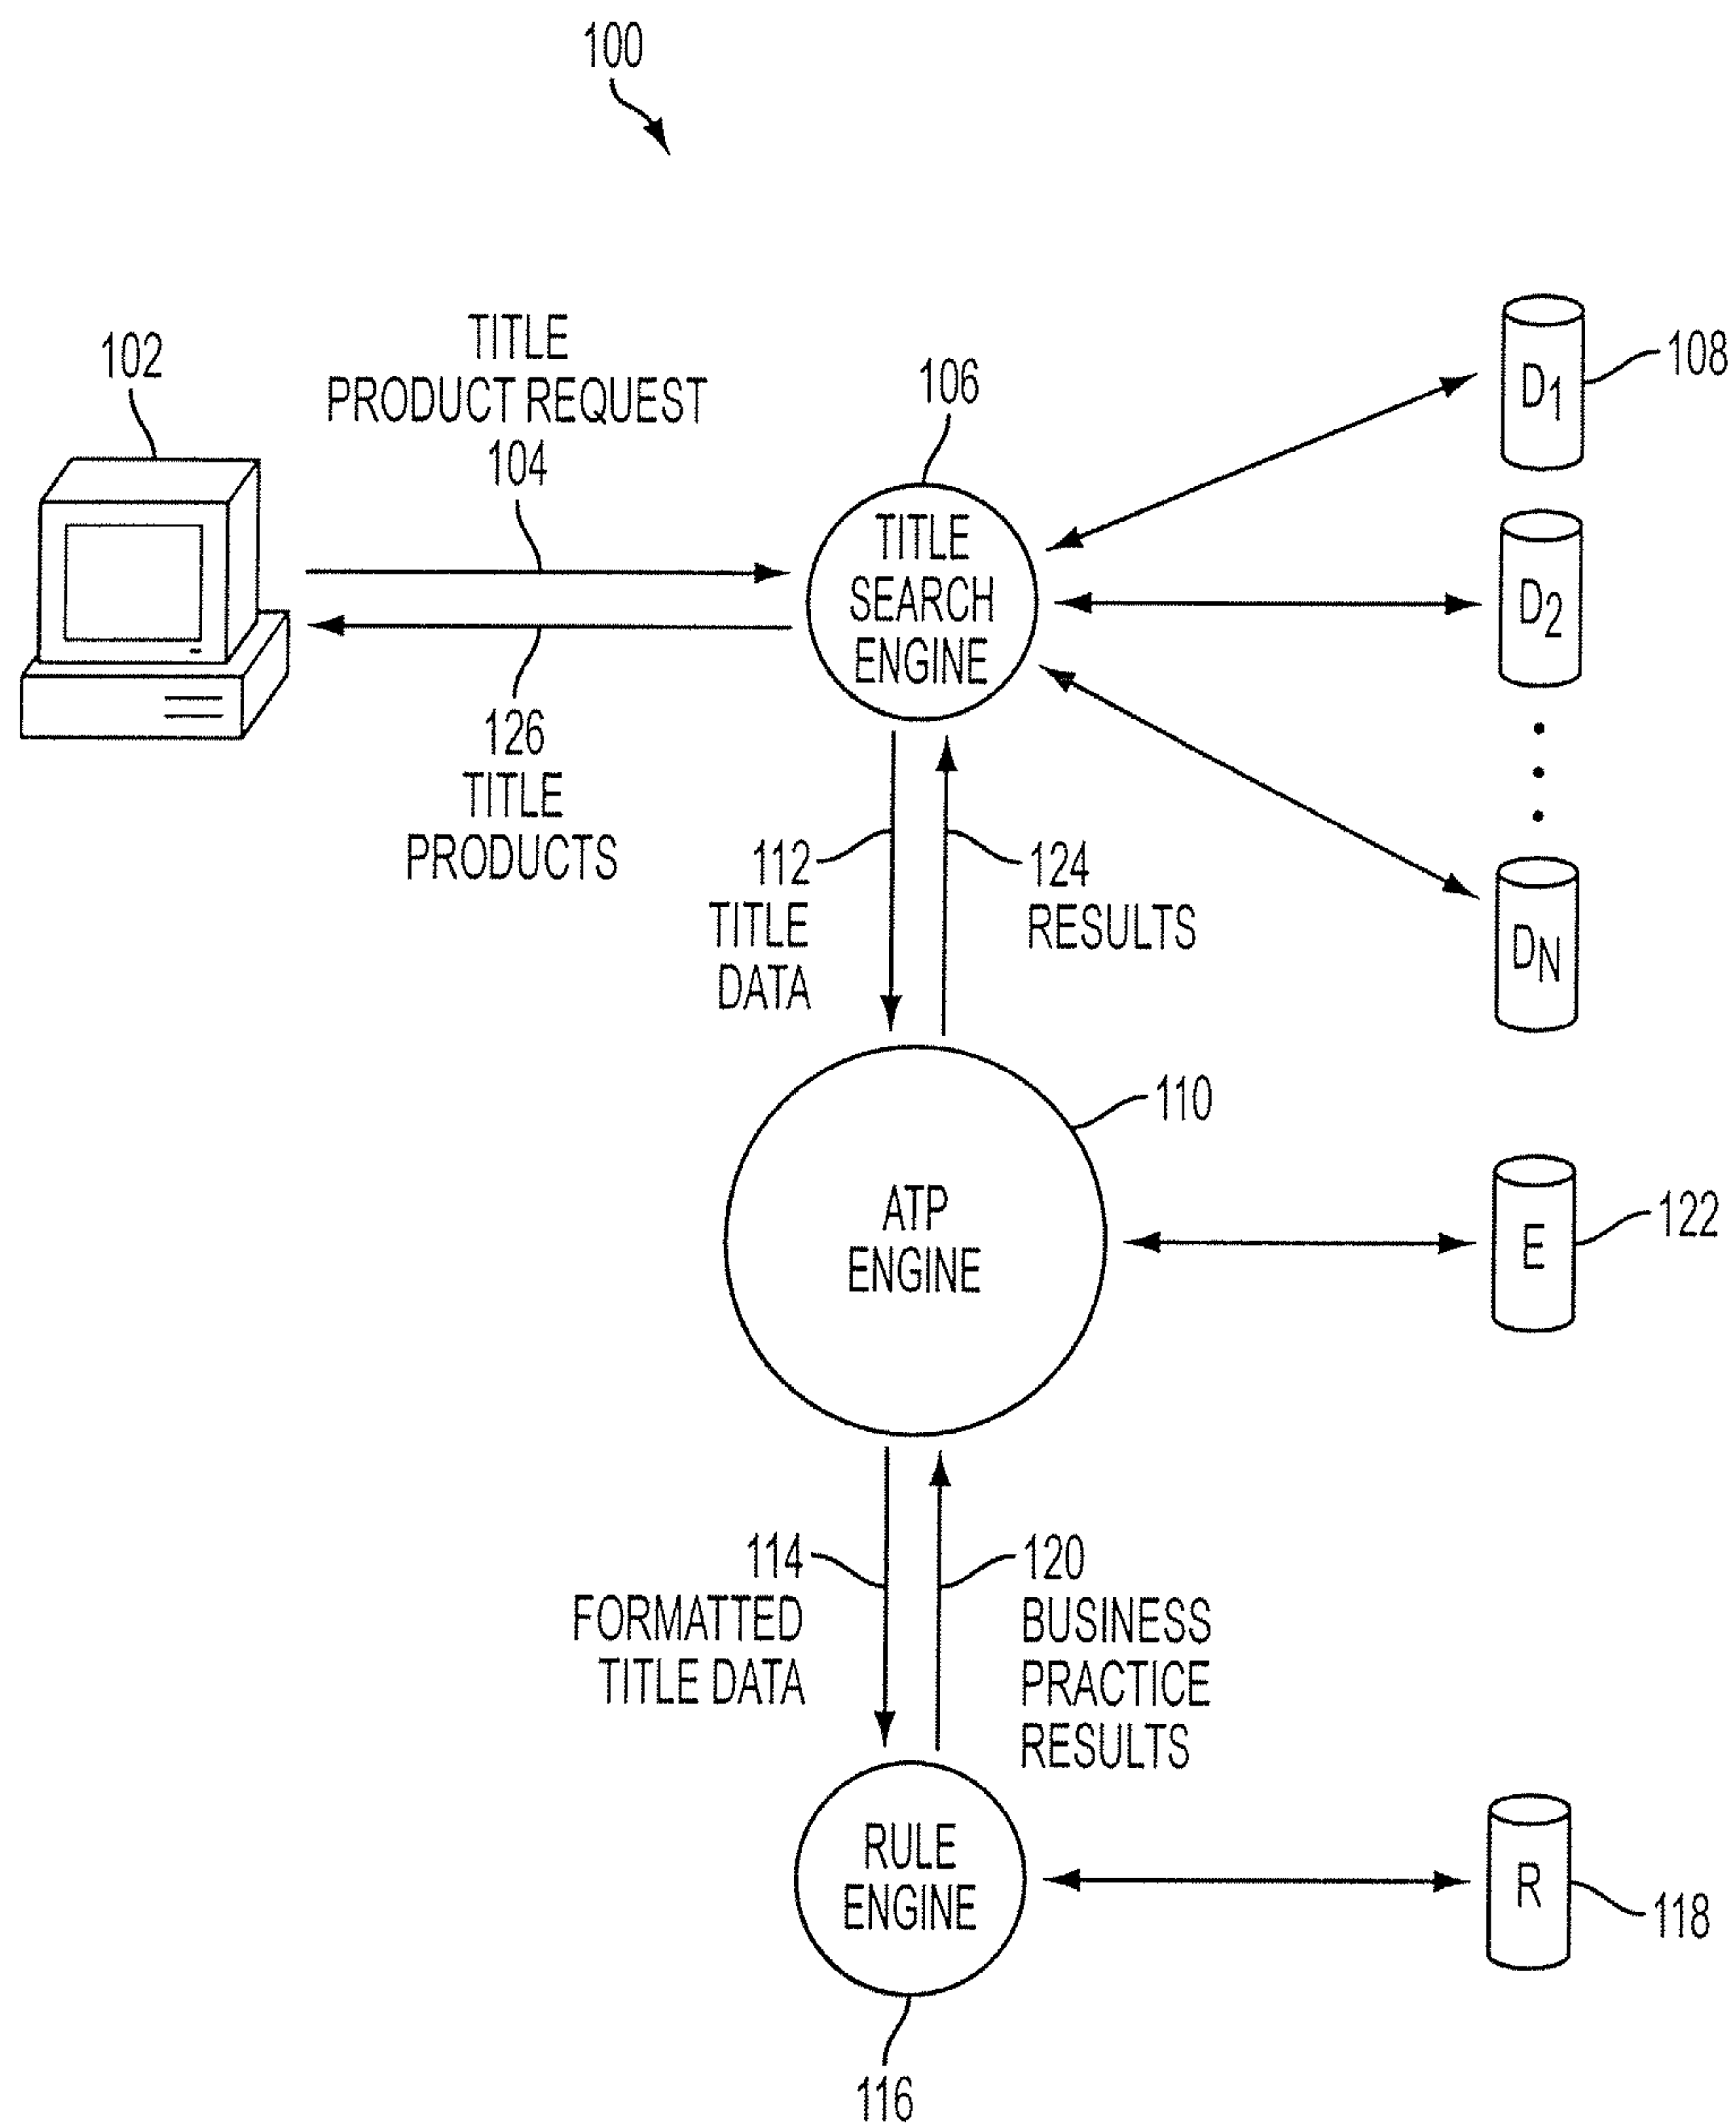 100
102
TITLE
PRODUCT REQUEST
104
106
108
D1
TITLE
SEARCH
ENGINE
D2
126
TITLE
PRODUCTS
112
TITLE
DATA
124
RESULTS
DN
110
ATP
ENGINE
E
122
114
FORMATTED
TITLE DATA
120
BUSINESS
PRACTICE
RESULTS
RULE
ENGINE
R
118
116